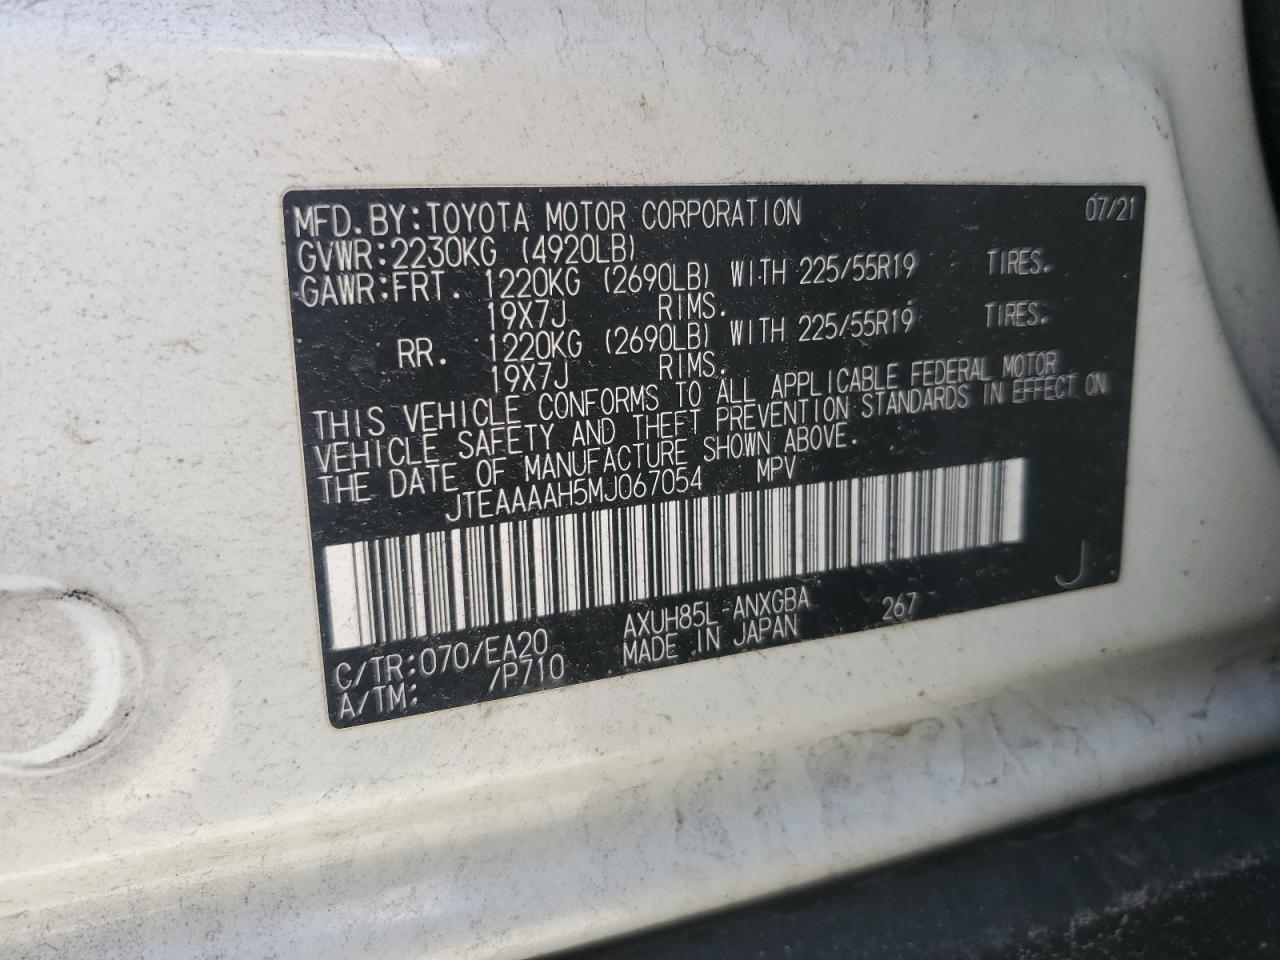 MFD. BY: TOYOTA MOTOR CORPORATION 07/21
GVWR: 2230KG (4920LB)
GAWR: FRT. 1220KG (2690LB) WITH 225/55R19 TIRES.
19X7J RIMS.
RR. 1220KG (2690LB) WITH 225/55R19 TIRES.
19X7J RIMS.
THIS VEHICLE CONFORMS TO ALL APPLICABLE FEDERAL MOTOR
VEHICLE SAFETY AND THEFT PREVENTION STANDARDS IN EFFECT ON
THE DATE OF MANUFACTURE SHOWN ABOVE.
JTEAAAAH5MJ067054 MPV
C/TR: 070/EA20 AXUH85L-ANXGBA 267 J
A/TM: /P710 MADE IN JAPAN